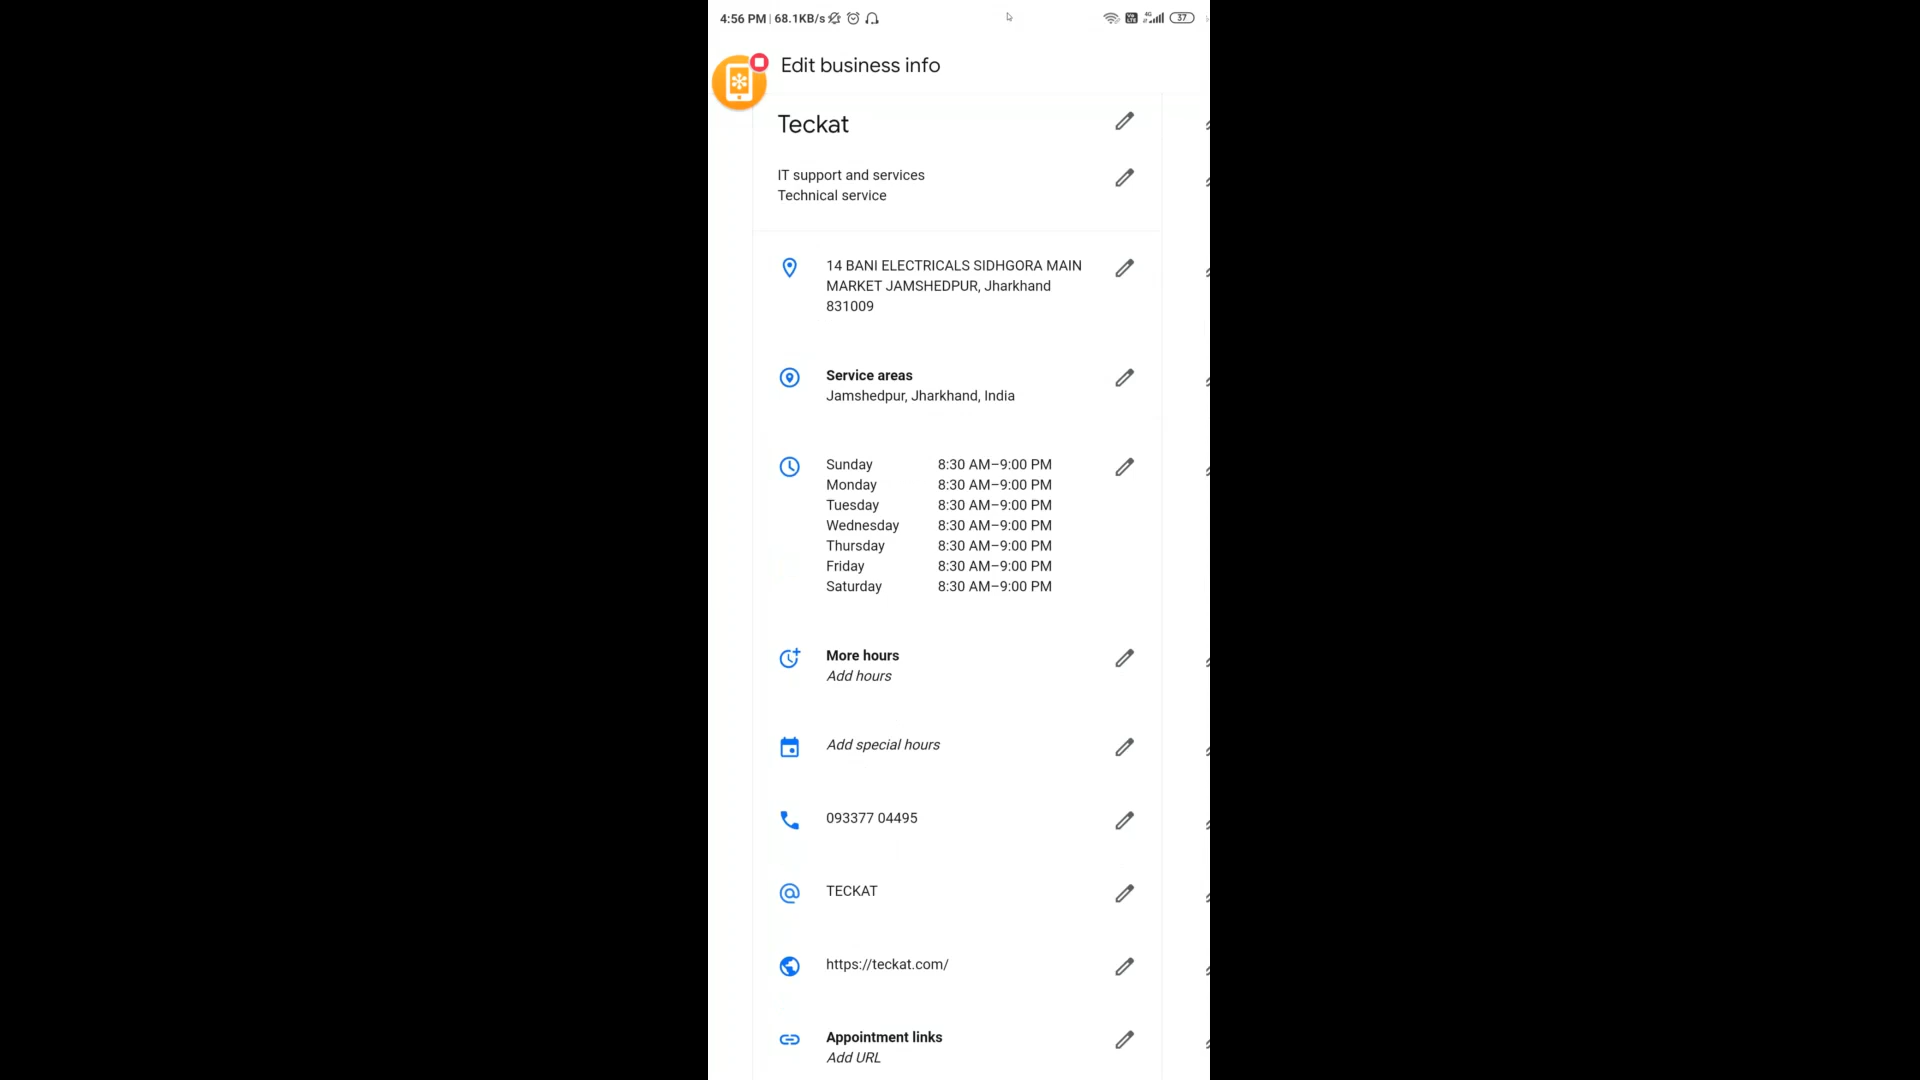 4:56 PM | 68.1KB/s
4G
37
Edit business info
Teckat
IT support and services
Technical service
14 BANI ELECTRICALS SIDHGORA MAIN
MARKET JAMSHEDPUR, Jharkhand
831009
Service areas
Jamshedpur, Jharkhand, India
Sunday 8:30 AM–9:00 PM
Monday 8:30 AM–9:00 PM
Tuesday 8:30 AM–9:00 PM
Wednesday 8:30 AM–9:00 PM
Thursday 8:30 AM–9:00 PM
Friday 8:30 AM–9:00 PM
Saturday 8:30 AM–9:00 PM
More hours
Add hours
Add special hours
093377 04495
TECKAT
https://teckat.com/
Appointment links
Add URL